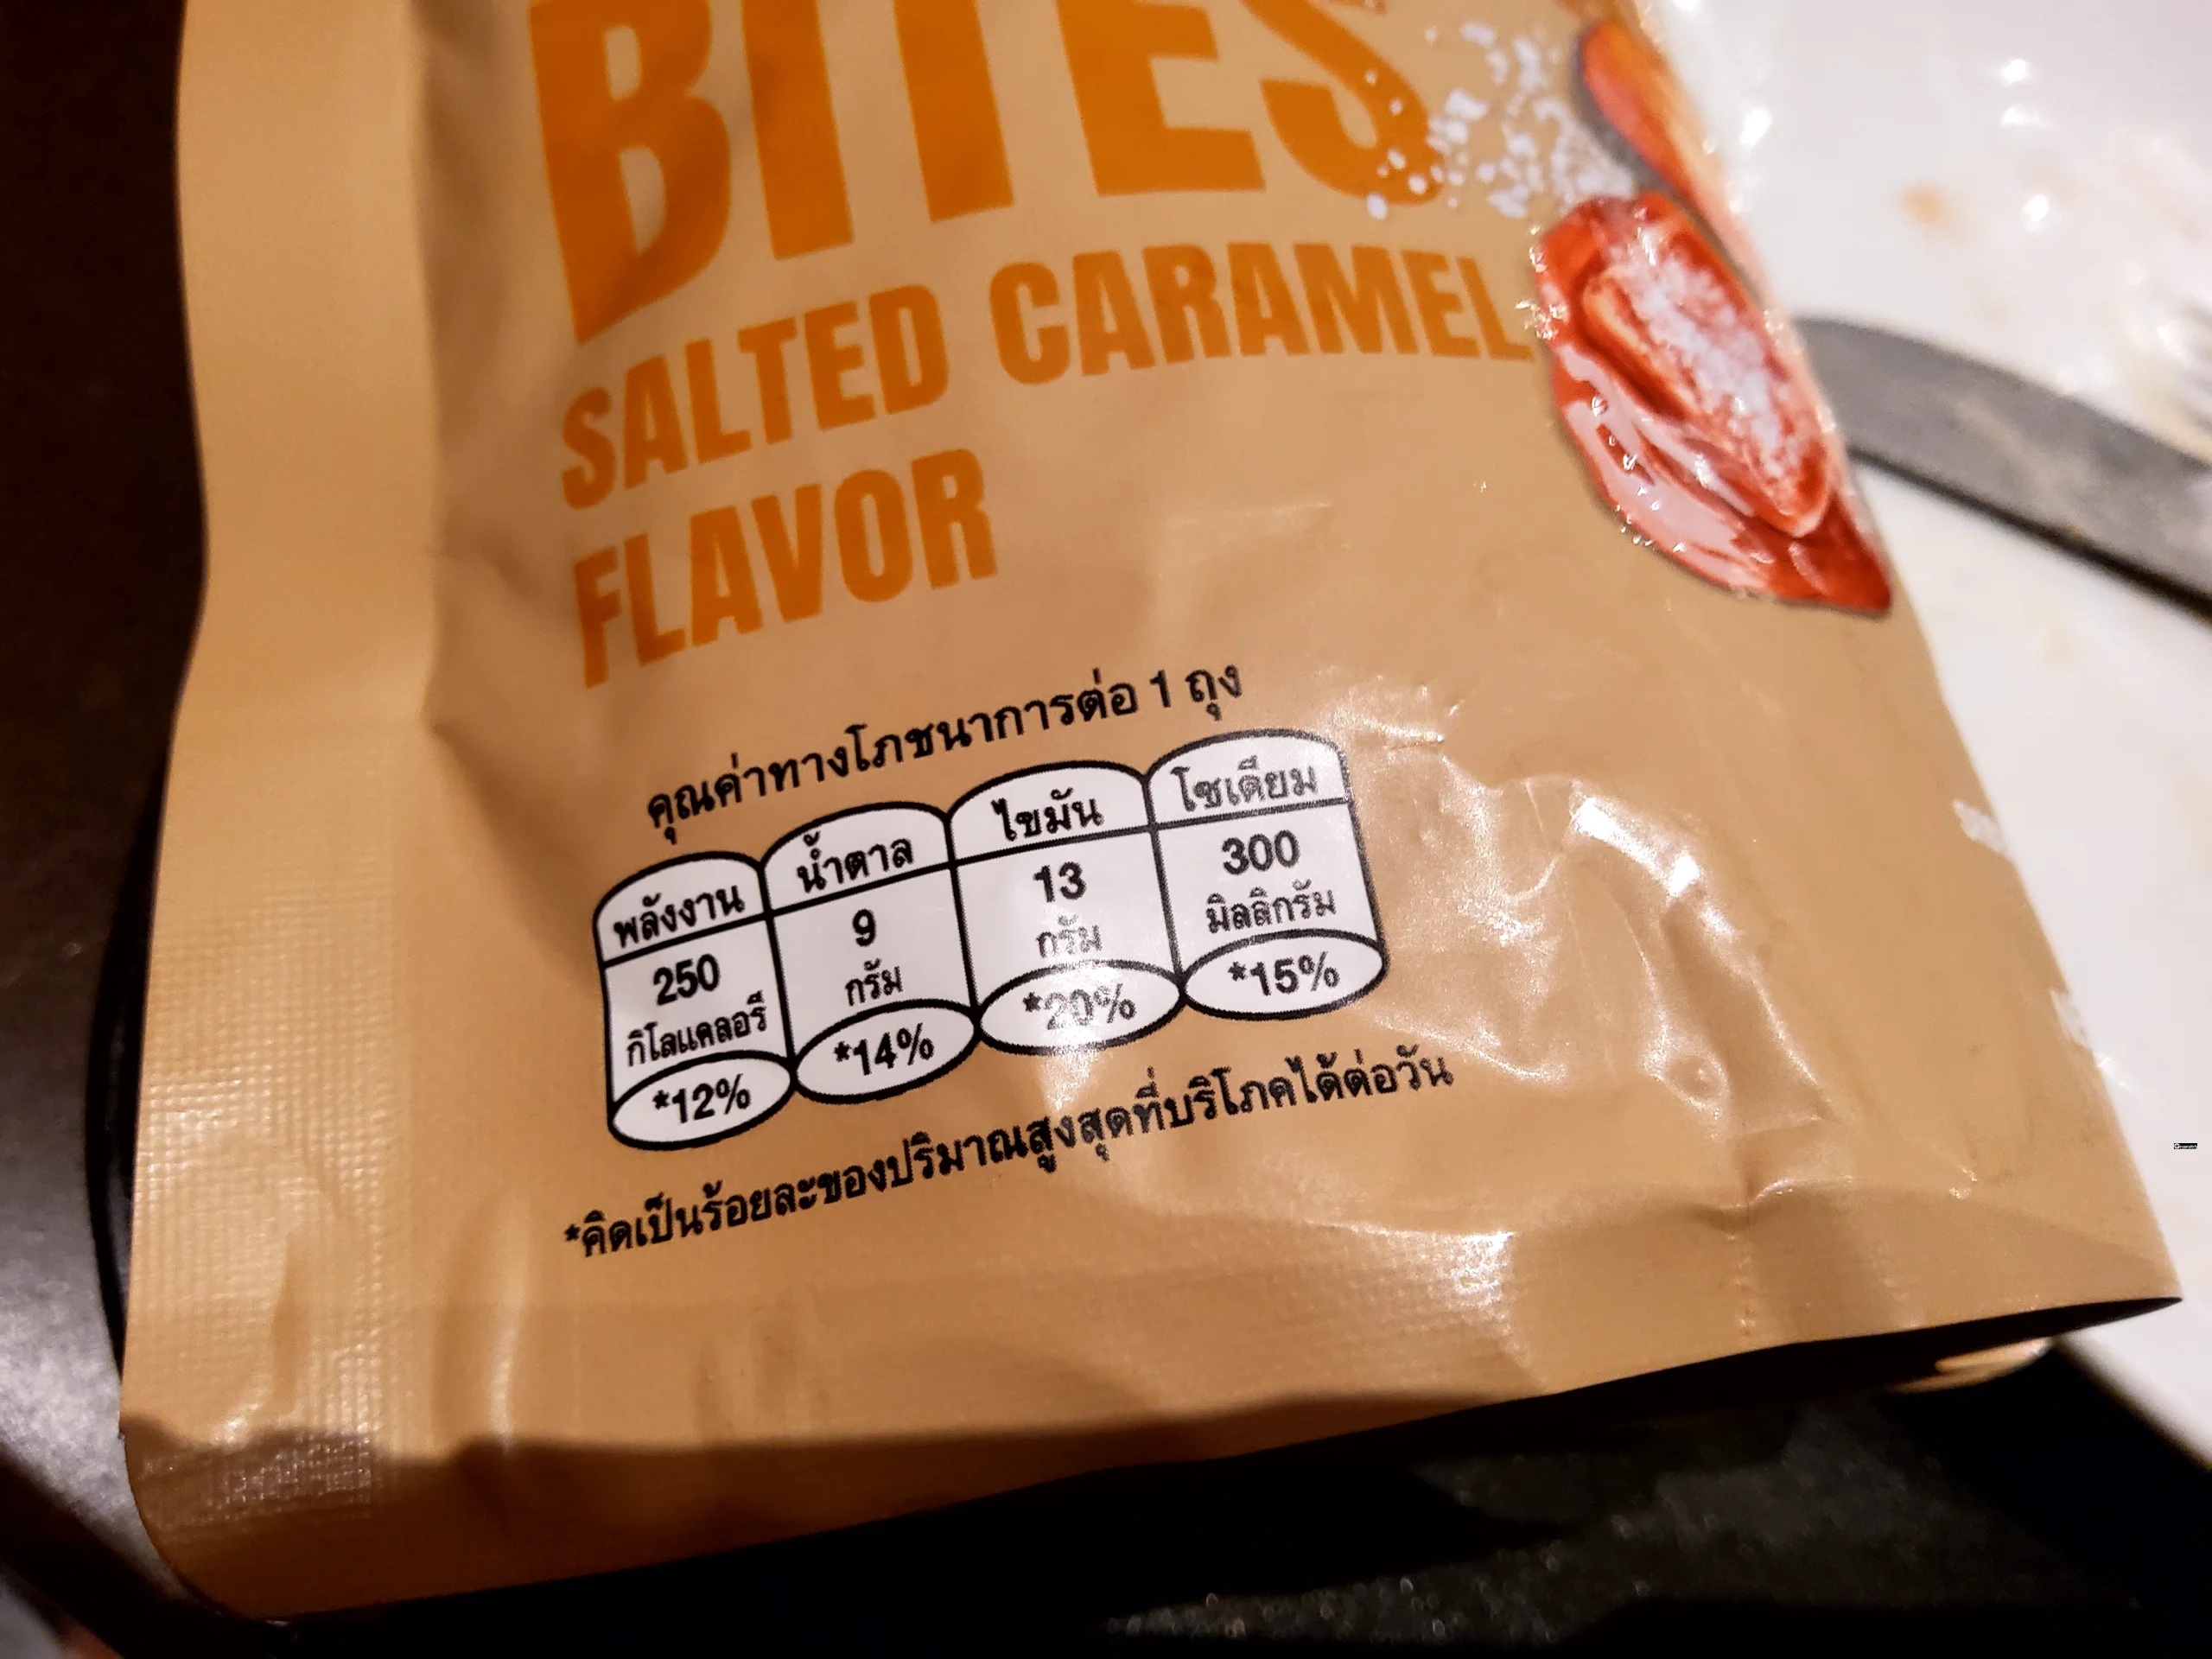 BITES
SALTED CARAMEL
FLAVOR
คุณค่าทางโภชนาการต่อ 1 ถุง
พลังงาน น้ำตาล ไขมัน โซเดียม
250 9 13 300
กิโลแคลอรี กรัม กรัม มิลลิกรัม
*12% *14% *20% *15%
*คิดเป็นร้อยละของปริมาณสูงสุดที่บริโภคได้ต่อวัน